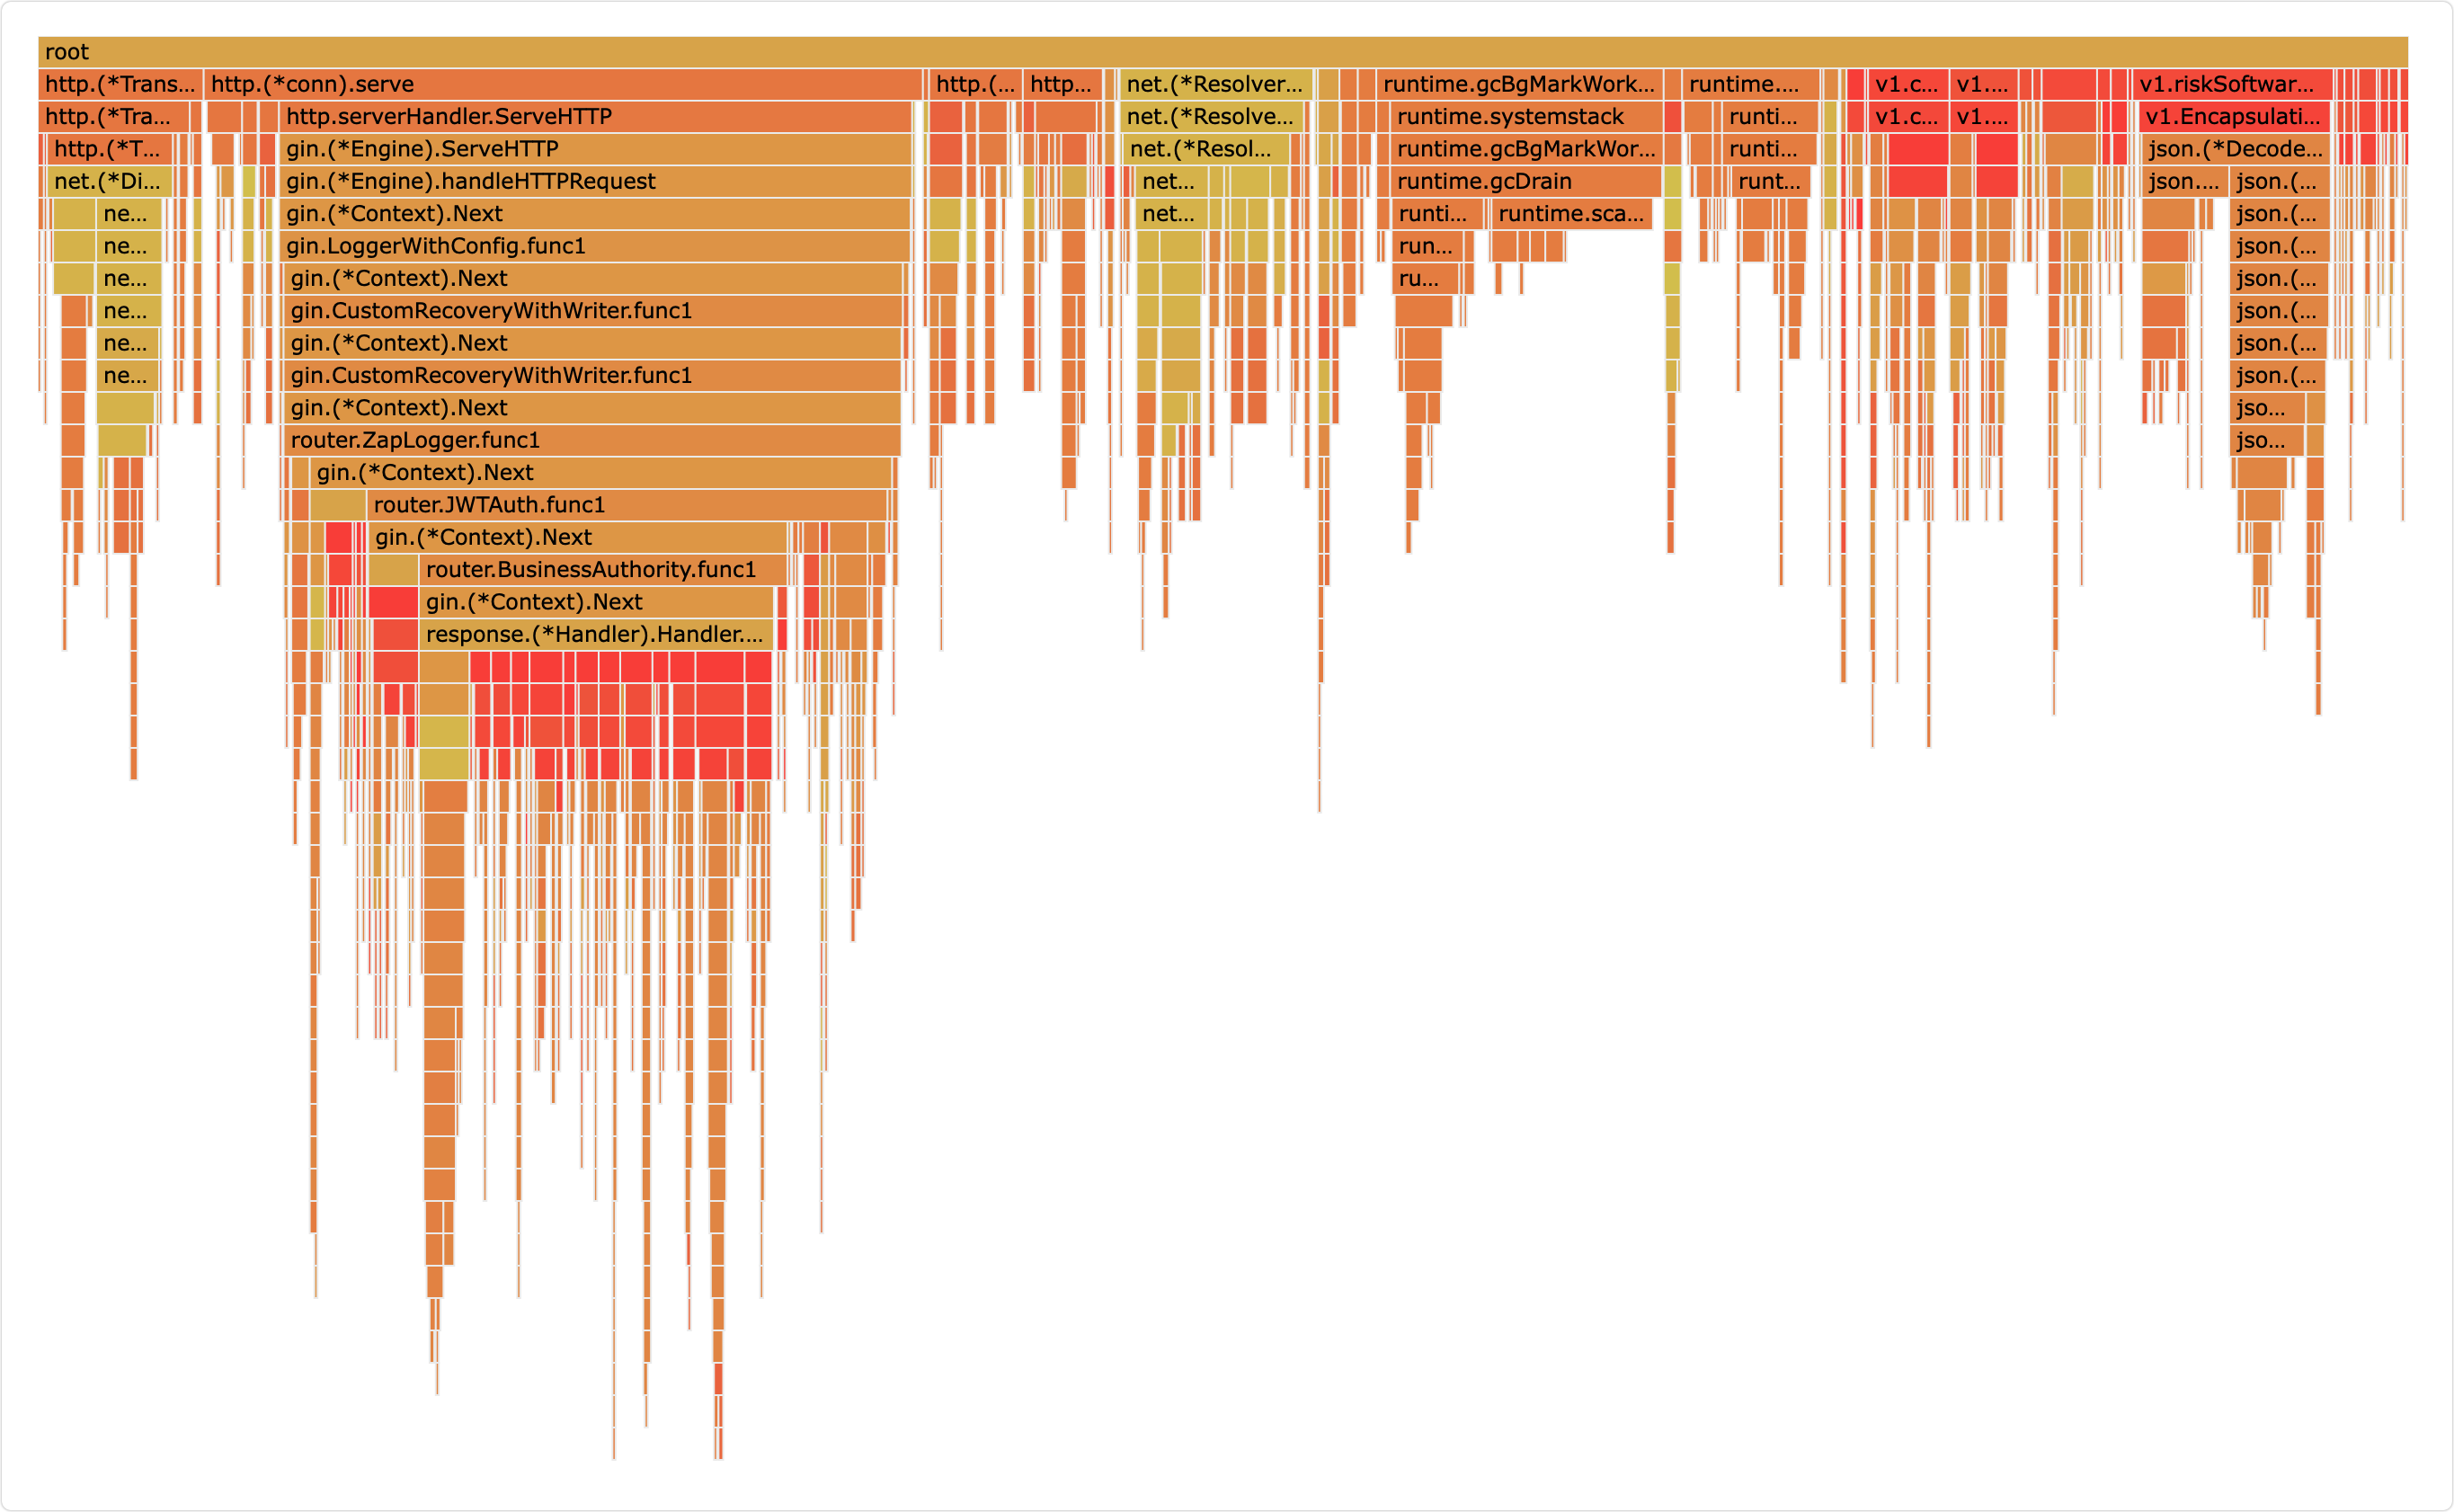 root
http.(*Trans... http.(*conn).serve http.(... http... net.(*Resolver... runtime.gcBgMarkWork... runtime.... v1.c... v1.... v1.riskSoftwar...
http.(*Tra... http.serverHandler.ServeHTTP net.(*Resolve... runtime.systemstack runti... v1.c... v1.... v1.Encapsulati...
http.(*T... gin.(*Engine).ServeHTTP net.(*Resol... runtime.gcBgMarkWor... runti... json.(*Decode...
net.(*Di... gin.(*Engine).handleHTTPRequest net... runtime.gcDrain runt... json.... json.(...
ne... gin.(*Context).Next net... runti... runtime.sca... json.(...
ne... gin.LoggerWithConfig.func1 run... json.(...
ne... gin.(*Context).Next ru... json.(...
ne... gin.CustomRecoveryWithWriter.func1 json.(...
ne... gin.(*Context).Next json.(...
ne... gin.CustomRecoveryWithWriter.func1 json.(...
gin.(*Context).Next jso...
router.ZapLogger.func1 jso...
gin.(*Context).Next
router.JWTAuth.func1
gin.(*Context).Next
router.BusinessAuthority.func1
gin.(*Context).Next
response.(*Handler).Handler....